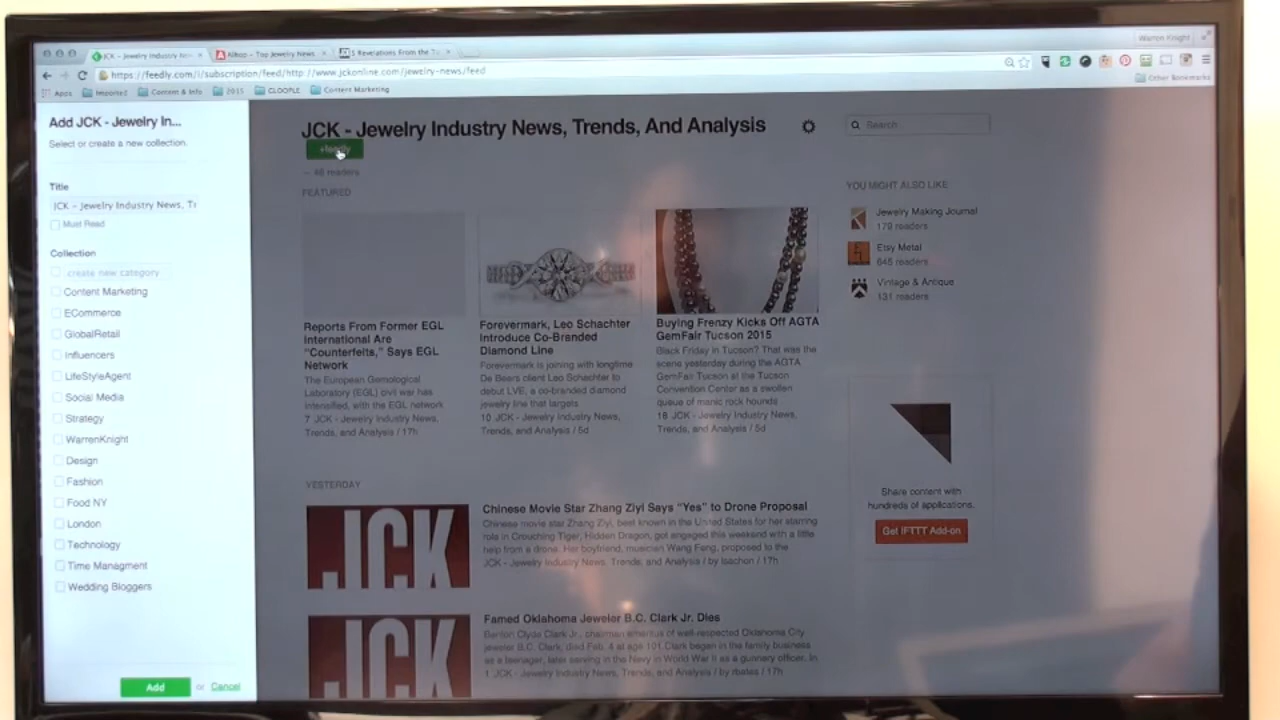 Warren Knight
JCK - Jewelry Industry Ne
Alltop - Top Jewelry News
5 Revelations From the Tu
https://feedly.com/i/subscription/feed/http://www.jckonline.com/jewelry-news/feed
Apps
Imported
Content & Info
2015
CLOOPLE
Content Marketing
Other Bookmarks
Add JCK - Jewelry In...
Select or create a new collection.
Title
JCK - Jewelry Industry News, Tr
Must Read
Collection
create new category
Content Marketing
ECommerce
GlobalRetail
Influencers
LifeStyleAgent
Social Media
Strategy
WarrenKnight
Design
Fashion
Food NY
London
Technology
Time Managment
Wedding Bloggers
Add or Cancel
JCK - Jewelry Industry News, Trends, And Analysis
+feedly
48 readers
FEATURED
Reports From Former EGL
International Are
"Counterfeits," Says EGL
Network
The European Gemological
Laboratory (EGL) civil war has
intensified, with the EGL network
7 JCK - Jewelry Industry News,
Trends, and Analysis / 17h
Forevermark, Leo Schachter
Introduce Co-Branded
Diamond Line
Forevermark is joining with longtime
De Beers client Leo Schachter to
debut LVE, a co-branded diamond
jewelry line that targets
10 JCK - Jewelry Industry News,
Trends, and Analysis / 5d
Buying Frenzy Kicks Off AGTA
GemFair Tucson 2015
Black Friday in Tucson? That was the
scene yesterday during the AGTA
GemFair Tucson at the Tucson
Convention Center as a swollen
queue of manic rock hounds
18 JCK - Jewelry Industry News,
Trends, and Analysis / 5d
YESTERDAY
JCK
Chinese Movie Star Zhang Ziyi Says "Yes" to Drone Proposal
Chinese movie star Zhang Ziyi, best known in the United States for her starring
role in Crouching Tiger, Hidden Dragon, got engaged this weekend with a little
help from a drone. Her boyfriend, musician Wang Feng, proposed to the
JCK - Jewelry Industry News, Trends, and Analysis / by lsachon / 17h
JCK
Famed Oklahoma Jeweler B.C. Clark Jr. Dies
Benton Clyde Clark Jr., chairman emeritus of well-respected Oklahoma City
jeweler B.C. Clark, died Feb. 4 at age 101.Clark began in the family business
as a teenager, later serving in the Navy in World War II as a gunnery officer. In
1 JCK - Jewelry Industry News, Trends, and Analysis / by rbates / 17h
Search...
YOU MIGHT ALSO LIKE
Jewelry Making Journal
179 readers
Etsy Metal
645 readers
Vintage & Antique
131 readers
Share content with
hundreds of applications.
Get IFTTT Add-on